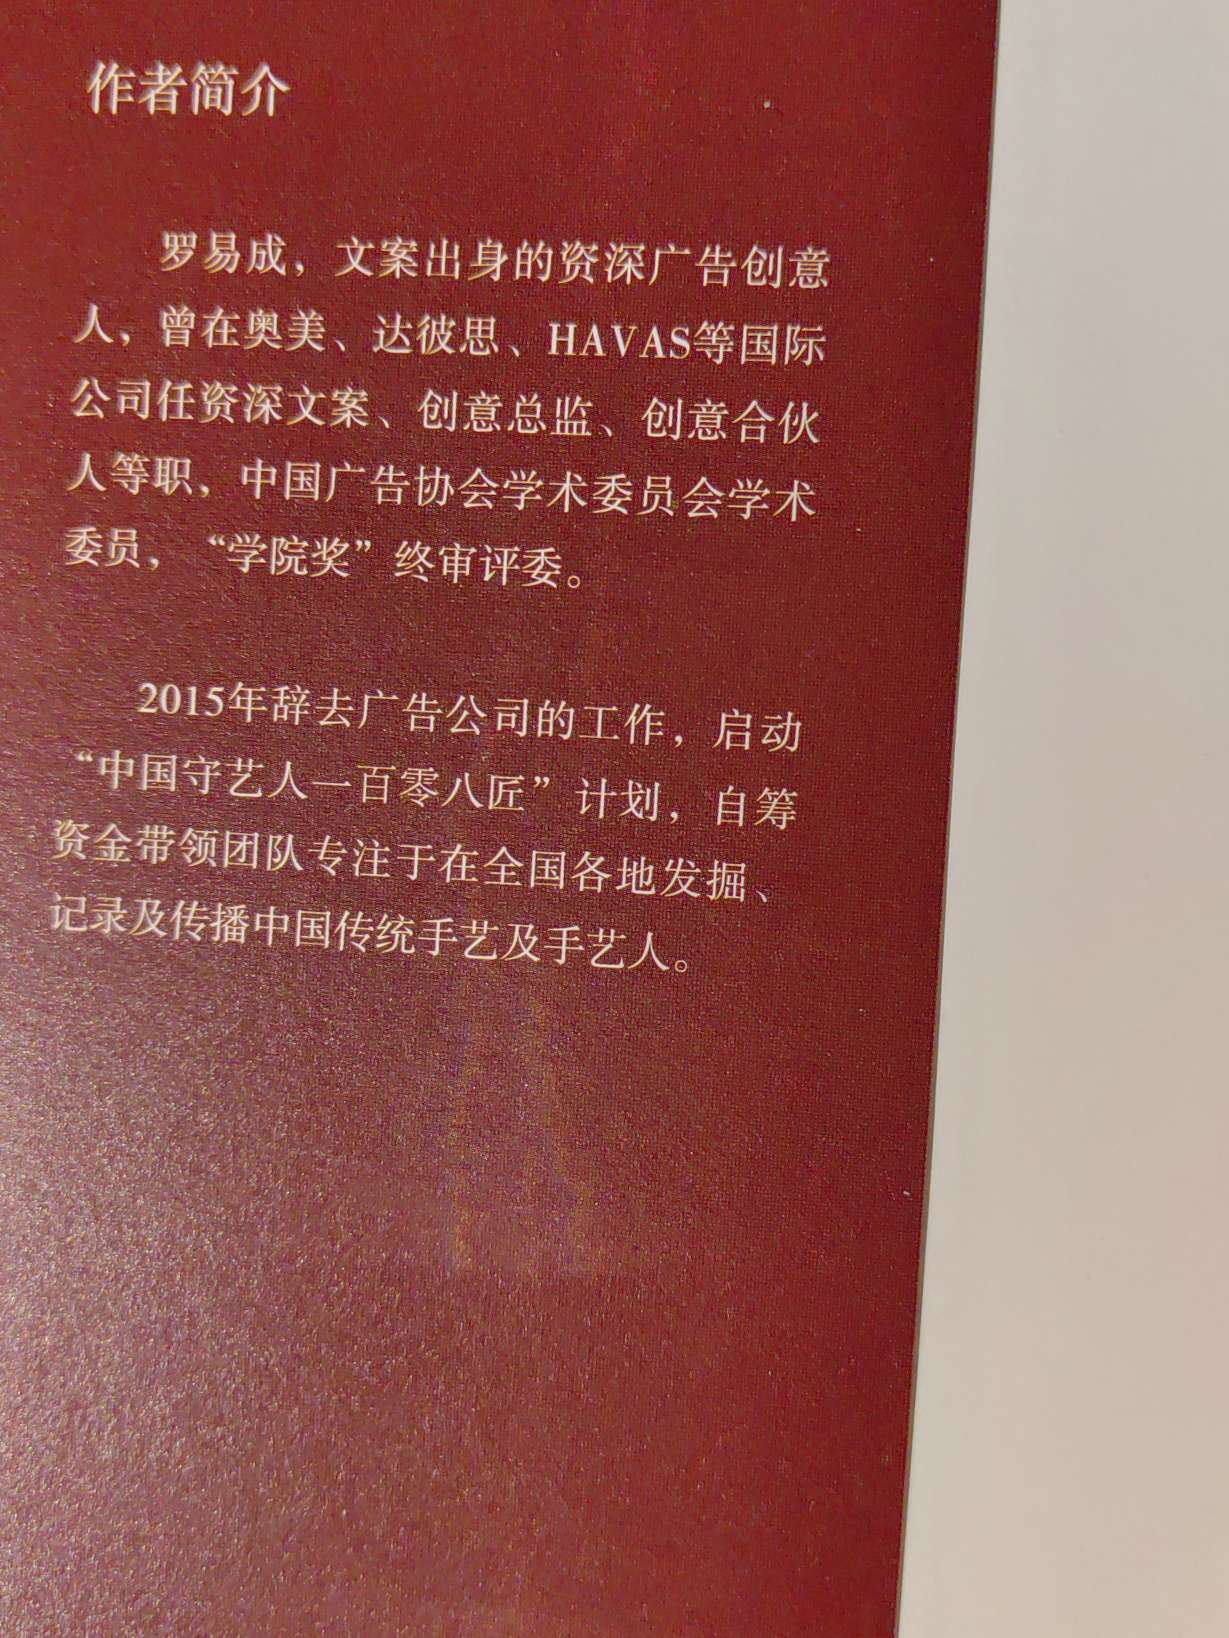 作者简介
罗易成，文案出身的资深广告创意
人，曾在奥美、达彼思、HAVAS等国际
公司任资深文案、创意总监、创意合伙
人等职，中国广告协会学术委员会学术
委员，“学院奖”终审评委。
2015年辞去广告公司的工作，启动
“中国守艺人一百零八匠”计划，自筹
资金带领团队专注于在全国各地发掘、
记录及传播中国传统手艺及手艺人。